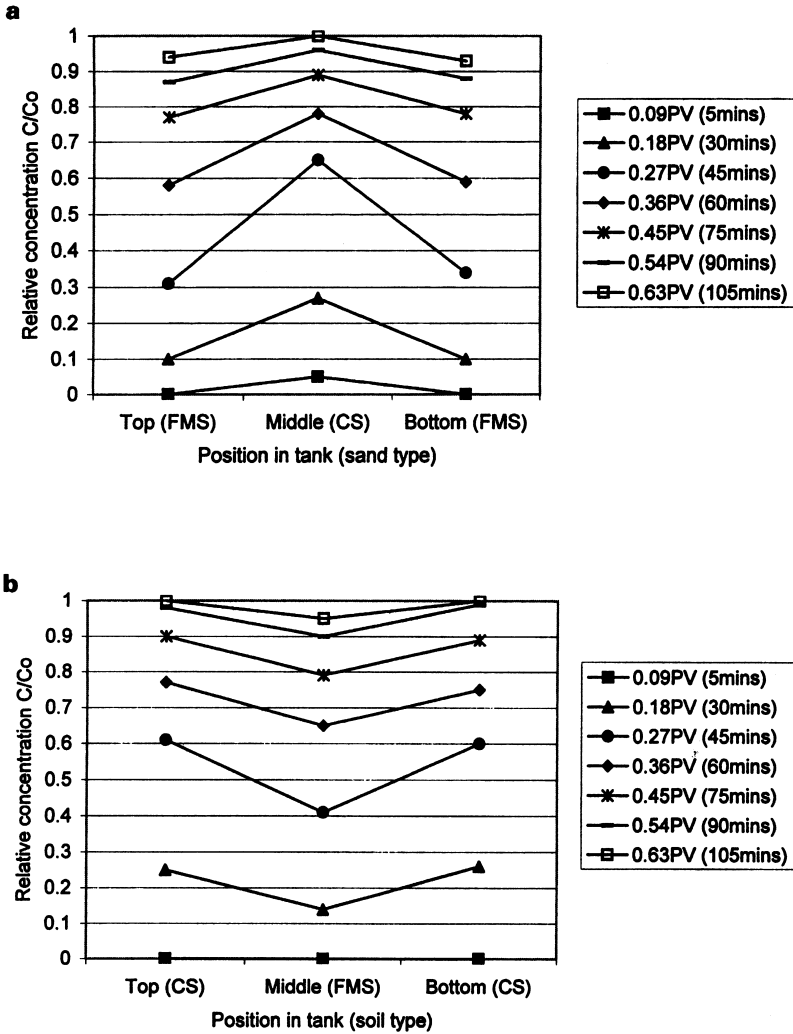 a
1
0.9
0.8
0.7
0.6
0.5
0.4
0.3
0.2
0.1
0
Relative concentration C/Co
Top (FMS) Middle (CS) Bottom (FMS)
Position in tank (sand type)
0.09PV (5mins)
0.18PV (30mins)
0.27PV (45mins)
0.36PV (60mins)
0.45PV (75mins)
0.54PV (90mins)
0.63PV (105mins)
b
1
0.9
0.8
0.7
0.6
0.5
0.4
0.3
0.2
0.1
0
Relative concentration C/Co
Top (CS) Middle (FMS) Bottom (CS)
Position in tank (soil type)
0.09PV (5mins)
0.18PV (30mins)
0.27PV (45mins)
0.36PV (60mins)
0.45PV (75mins)
0.54PV (90mins)
0.63PV (105mins)